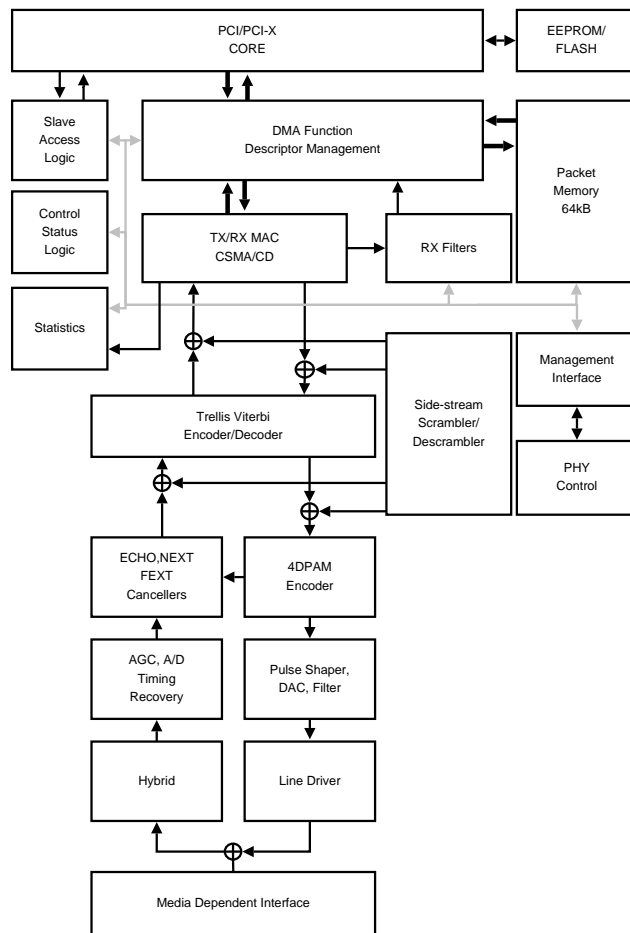 PCI/PCI-X
CORE
EEPROM/
FLASH
Slave
Access
Logic
DMA Function
Descriptor Management
Packet
Memory
64kB
Control
Status
Logic
TX/RX MAC
CSMA/CD
RX Filters
Statistics
Management
Interface
Trellis Viterbi
Encoder/Decoder
Side-stream
Scrambler/
Descrambler
PHY
Control
ECHO,NEXT
FEXT
Cancellers
4DPAM
Encoder
AGC, A/D
Timing
Recovery
Pulse Shaper,
DAC, Filter
Hybrid
Line Driver
Media Dependent Interface